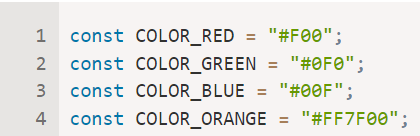 1 const COLOR_RED = "#F00";
2 const COLOR_GREEN = "#0F0";
3 const COLOR_BLUE = "#00F";
4 const COLOR_ORANGE = "#FF7F00";